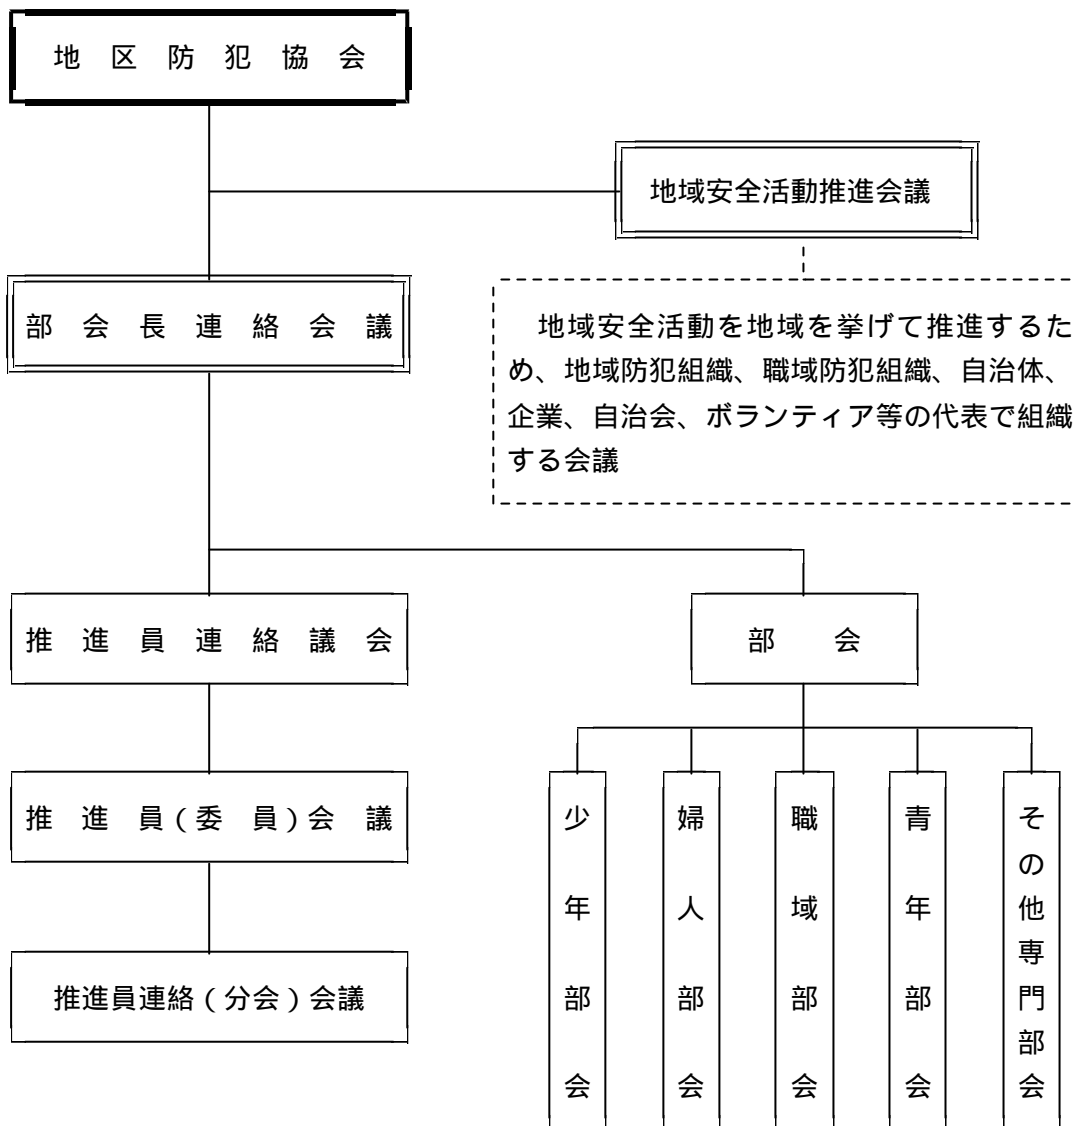 地区防犯協会
地域安全活動推進会議
部会長連絡会議
地域安全活動を地域を挙げて推進するた
め、地域防犯組織、職域防犯組織、自治体、
企業、自治会、ボランティア等の代表で組織
する会議
推進員連絡議会
部会
推進員(委員)会議
推進員連絡(分会)会議
少年部会
婦人部会
職域部会
青年部会
その他専門部会